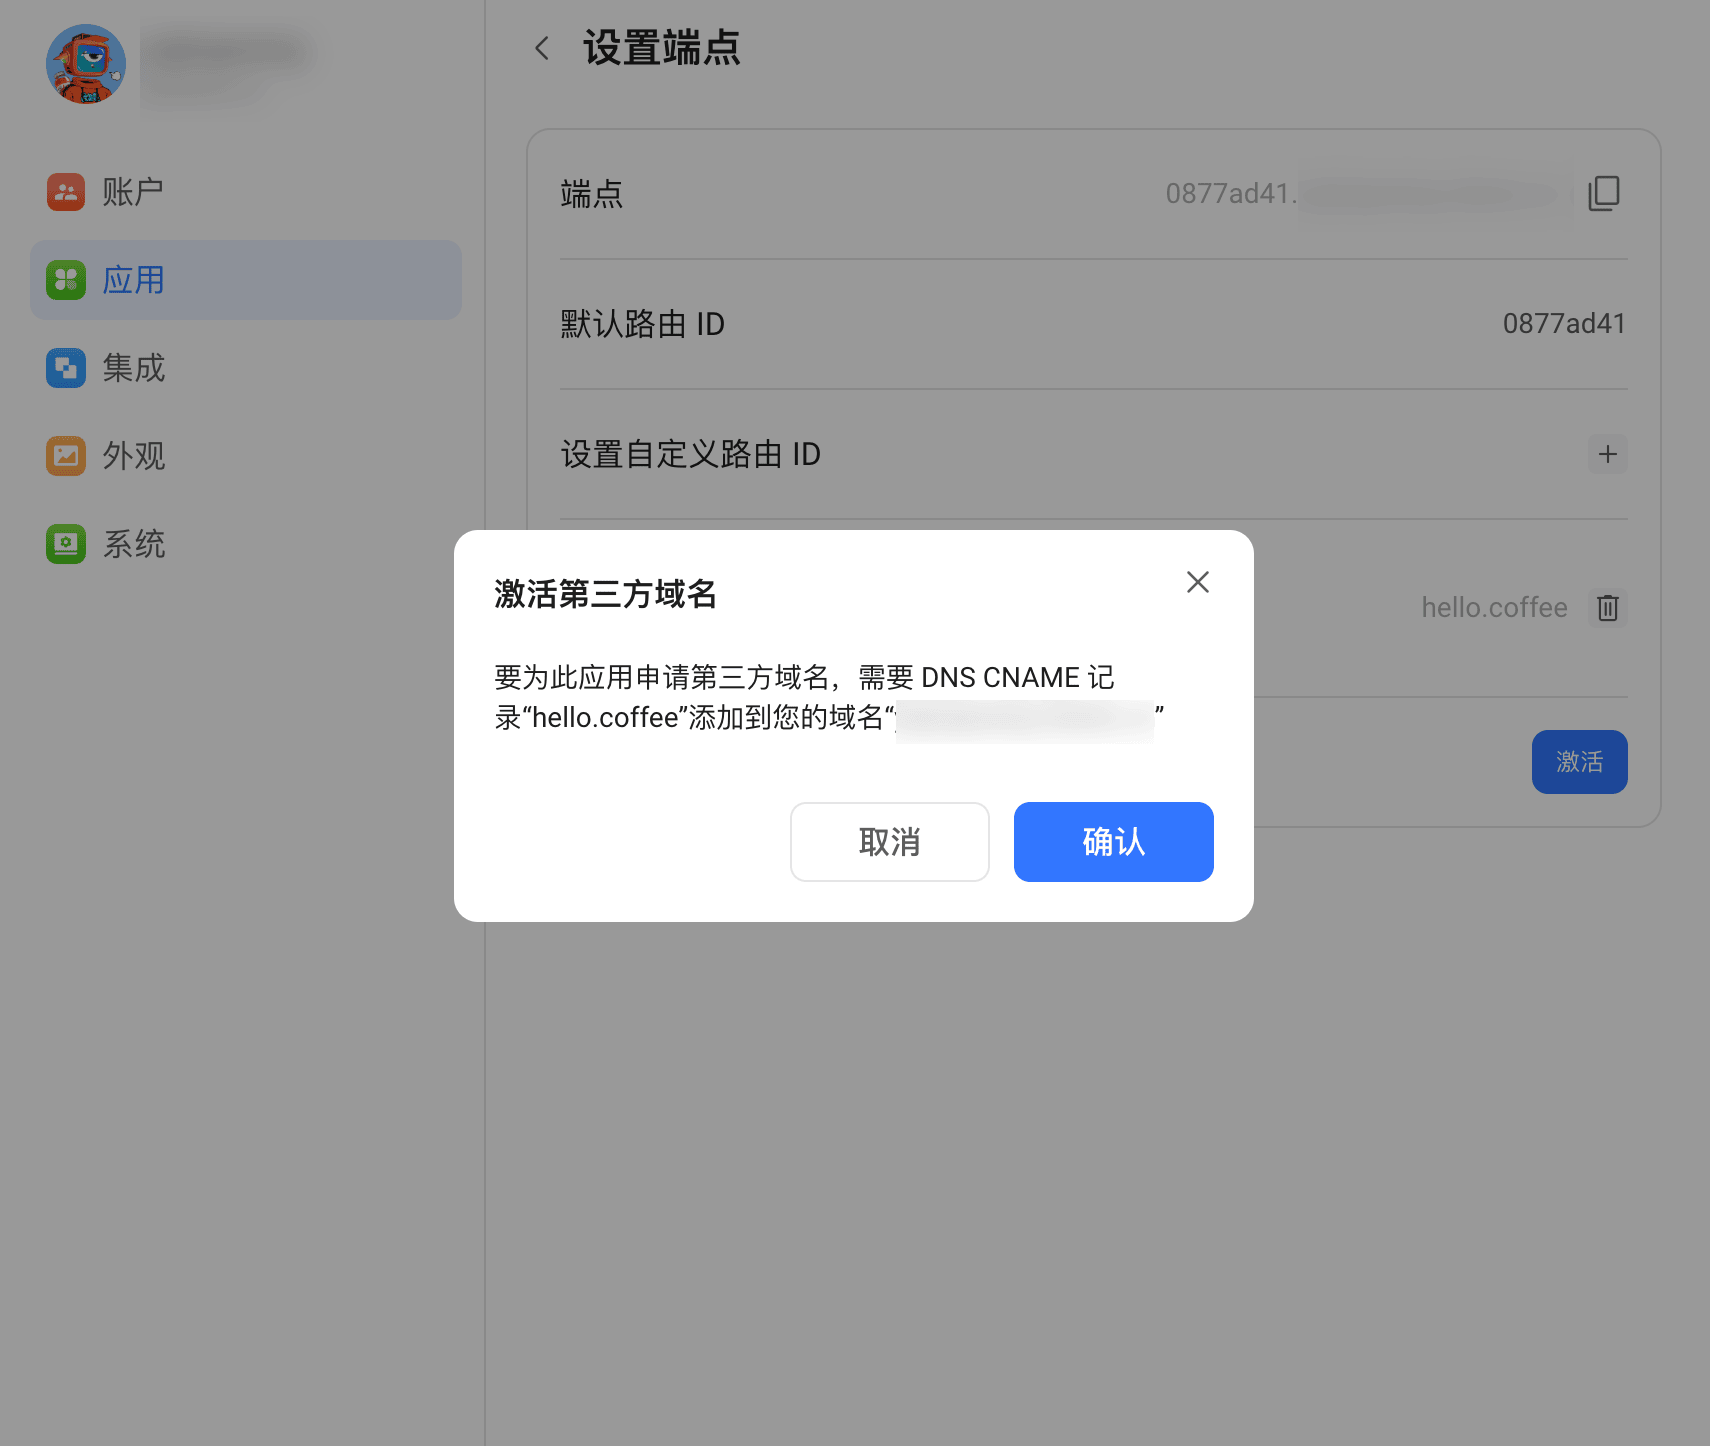 设置端点
账户
应用
集成
外观
系统
端点
0877ad41.
默认路由 ID
0877ad41
设置自定义路由 ID
hello.coffee
激活
激活第三方域名
要为此应用申请第三方域名，需要 DNS CNAME 记
录“hello.coffee”添加到您的域名“ ”
取消
确认